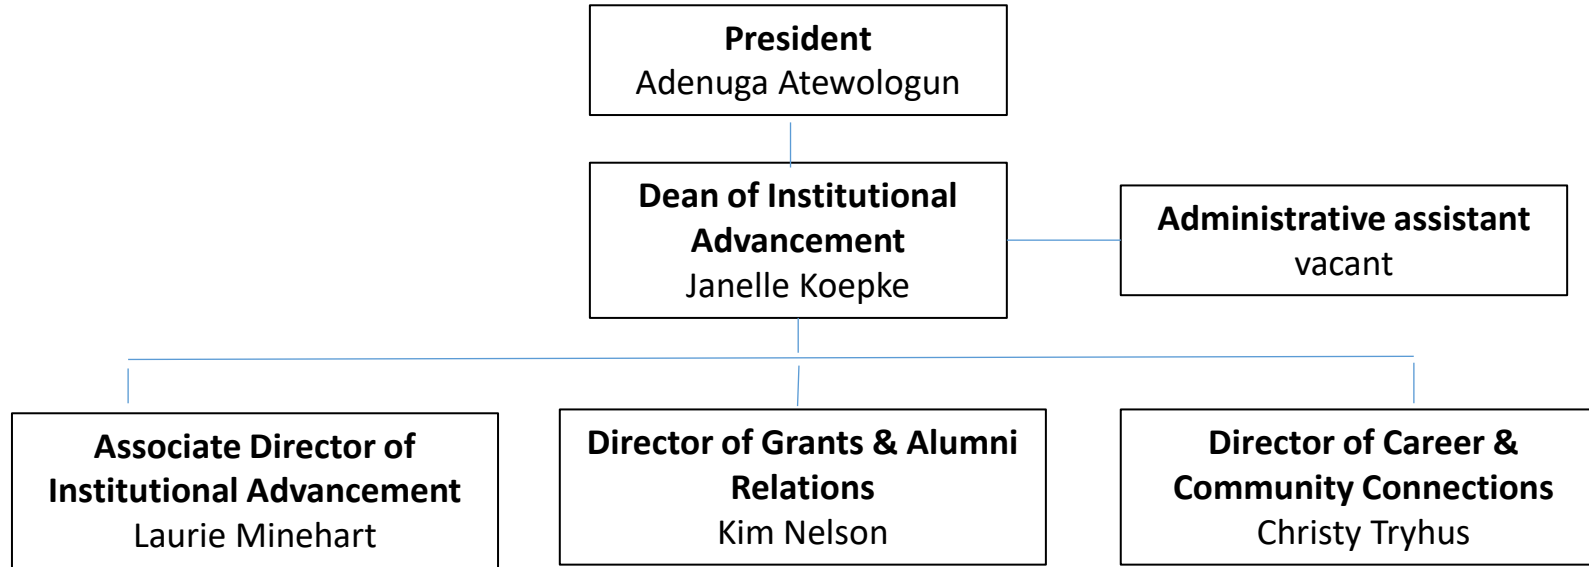 President
Adenuga Atewologun
Dean of Institutional
Advancement
Janelle Koepke
Administrative assistant
vacant
Associate Director of
Institutional Advancement
Laurie Minehart
Director of Grants & Alumni
Relations
Kim Nelson
Director of Career &
Community Connections
Christy Tryhus